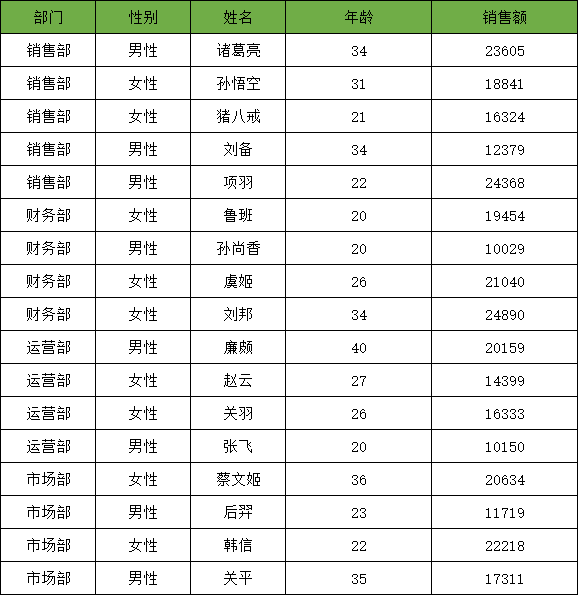 部门 性别 姓名 年龄 销售额
销售部 男性 诸葛亮 34 23605
销售部 女性 孙悟空 31 18841
销售部 女性 猪八戒 21 16324
销售部 男性 刘备 34 12379
销售部 男性 项羽 22 24368
财务部 女性 鲁班 20 19454
财务部 男性 孙尚香 20 10029
财务部 女性 虞姬 26 21040
财务部 女性 刘邦 34 24890
运营部 男性 廉颇 40 20159
运营部 女性 赵云 27 14399
运营部 女性 关羽 26 16333
运营部 男性 张飞 20 10150
市场部 女性 蔡文姬 36 20634
市场部 男性 后羿 23 11719
市场部 女性 韩信 22 22218
市场部 男性 关平 35 17311